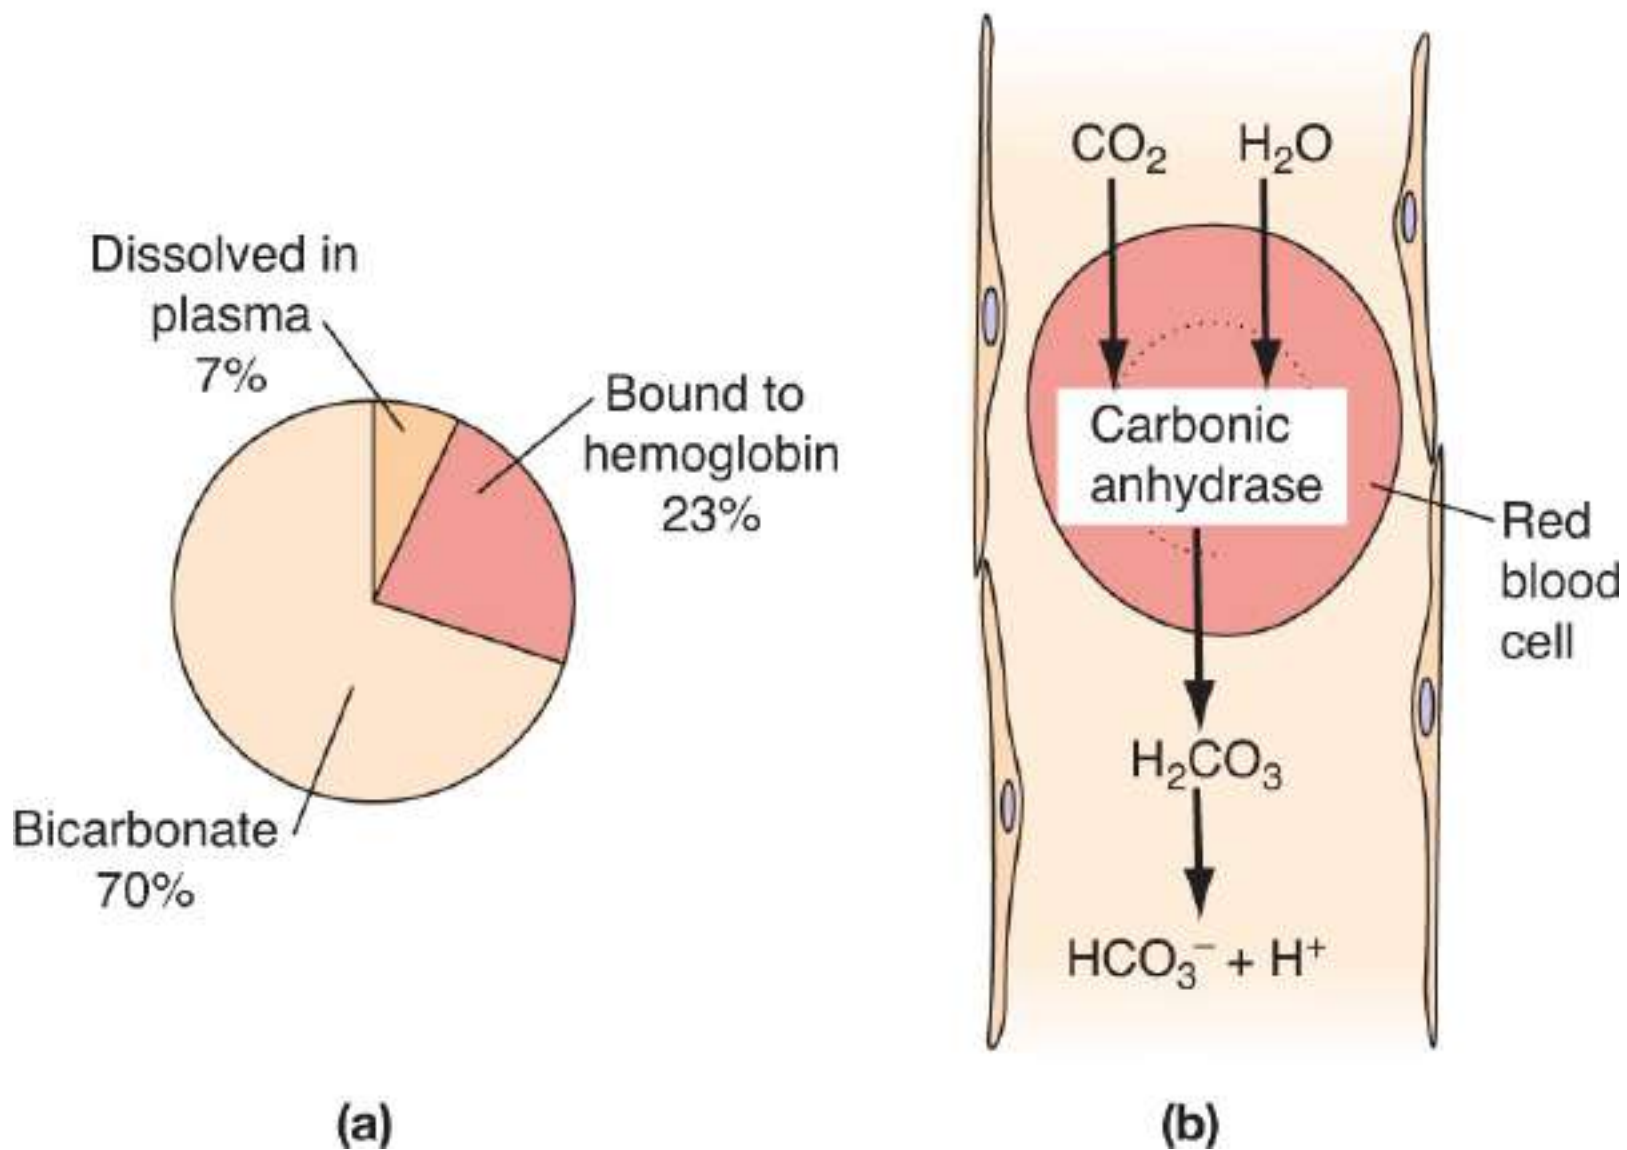 Dissolved in
plasma
7%
Bound to
hemoglobin
23%
Bicarbonate
70%
(a)
CO₂ H₂O
Carbonic
anhydrase
Red
blood
cell
H₂CO₃
HCO₃⁻ + H⁺
(b)